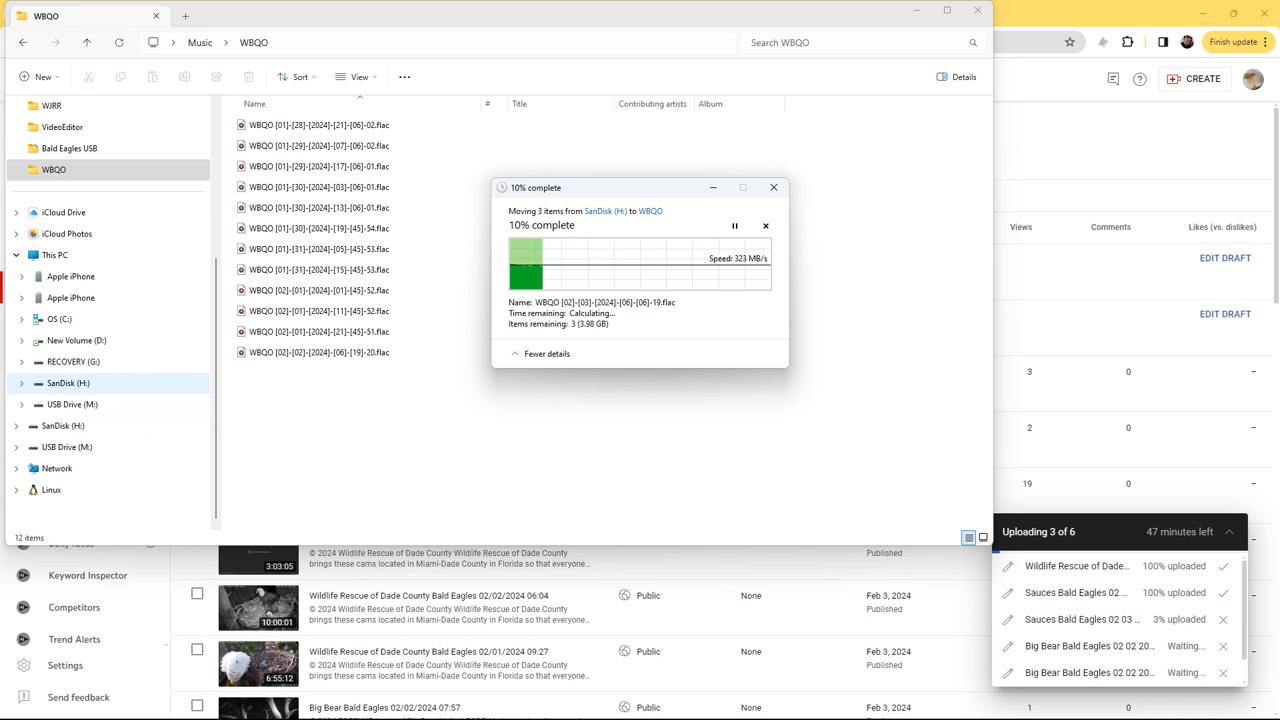 WBQO
Finish update
Music
WBQO
Search WBQO
New
Sort
View
Details
CREATE
WJRR
VideoEditor
Bald Eagles USB
WBQO
iCloud Drive
iCloud Photos
This PC
Apple iPhone
Apple iPhone
OS (C:)
New Volume (D:)
RECOVERY (G:)
SanDisk (H:)
USB Drive (M:)
SanDisk (H:)
USB Drive (M:)
Network
Linux
12 items
Name
#
Title
Contributing artists
Album
WBQO [01]-[28]-[2024]-[21]-[06]-02.flac
WBQO [01]-[29]-[2024]-[07]-[06]-02.flac
WBQO [01]-[29]-[2024]-[17]-[06]-01.flac
WBQO [01]-[30]-[2024]-[03]-[06]-01.flac
WBQO [01]-[30]-[2024]-[13]-[06]-01.flac
WBQO [01]-[30]-[2024]-[19]-[45]-54.flac
WBQO [01]-[31]-[2024]-[05]-[45]-53.flac
WBQO [01]-[31]-[2024]-[15]-[45]-53.flac
WBQO [02]-[01]-[2024]-[01]-[45]-52.flac
WBQO [02]-[01]-[2024]-[11]-[45]-52.flac
WBQO [02]-[01]-[2024]-[21]-[45]-51.flac
WBQO [02]-[02]-[2024]-[06]-[19]-20.flac
10% complete
Moving 3 items from SanDisk (H:) to WBQO
10% complete
Speed: 323 MB/s
Name: WBQO [02]-[03]-[2024]-[06]-[06]-19.flac
Time remaining: Calculating...
Items remaining: 3 (3.98 GB)
Fewer details
Views
Comments
Likes (vs. dislikes)
EDIT DRAFT
EDIT DRAFT
3
0
–
2
0
–
19
0
–
Uploading 3 of 6
47 minutes left
Wildlife Rescue of Dade...
100% uploaded
Sauces Bald Eagles 02 ...
100% uploaded
Sauces Bald Eagles 02 03 ...
3% uploaded
Big Bear Bald Eagles 02 02 20...
Waiting...
Big Bear Bald Eagles 02 02 20...
Waiting...
Keyword Inspector
Competitors
Trend Alerts
Settings
Send feedback
3:03:05
© 2024 Wildlife Rescue of Dade County Wildlife Rescue of Dade County
brings these cams located in Miami-Dade County in Florida so that everyone...
Published
10:00:01
Wildlife Rescue of Dade County Bald Eagles 02/02/2024 06:04
© 2024 Wildlife Rescue of Dade County Wildlife Rescue of Dade County
brings these cams located in Miami-Dade County in Florida so that everyone...
Public
None
Feb 3, 2024
Published
6:55:12
Wildlife Rescue of Dade County Bald Eagles 02/01/2024 09:27
© 2024 Wildlife Rescue of Dade County Wildlife Rescue of Dade County
brings these cams located in Miami-Dade County in Florida so that everyone...
Public
None
Feb 3, 2024
Published
Big Bear Bald Eagles 02/02/2024 07:57
Public
None
Feb 3, 2024
1
0
–